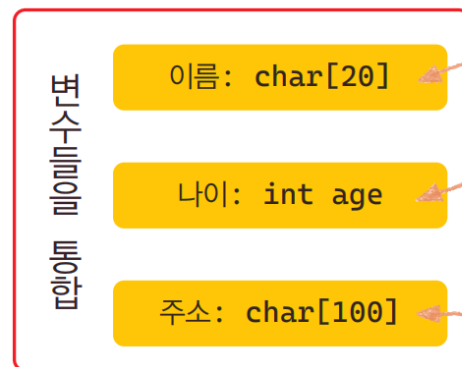 변수들을 통합
이름: char[20]
나이: int age
주소: char[100]